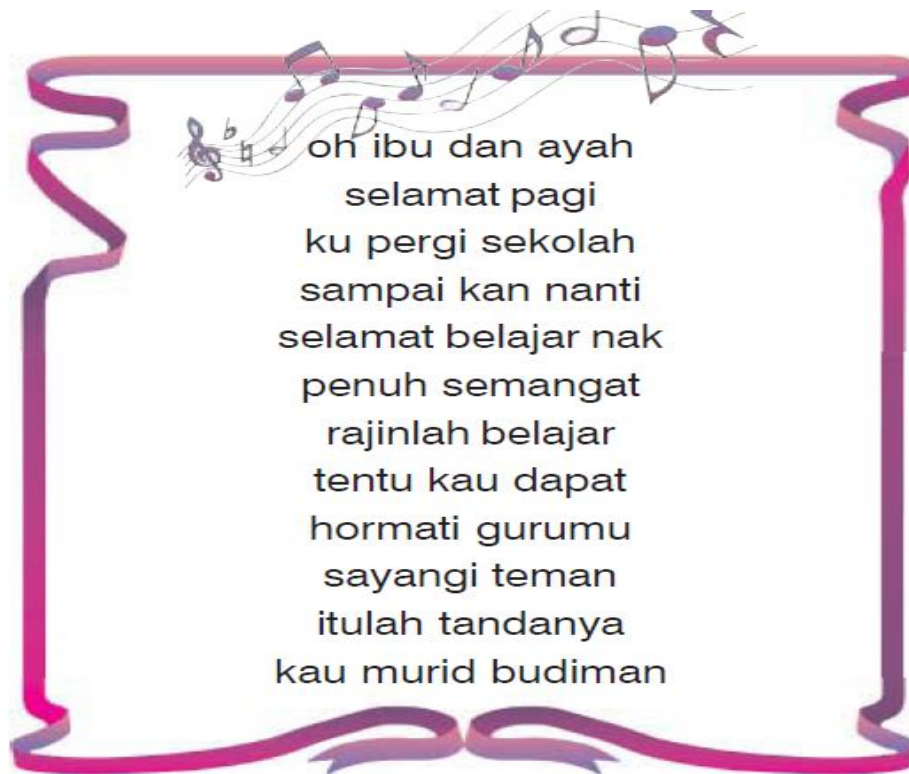 oh ibu dan ayah
selamat pagi
ku pergi sekolah
sampai kan nanti
selamat belajar nak
penuh semangat
rajinlah belajar
tentu kau dapat
hormati gurumu
sayangi teman
itulah tandanya
kau murid budiman